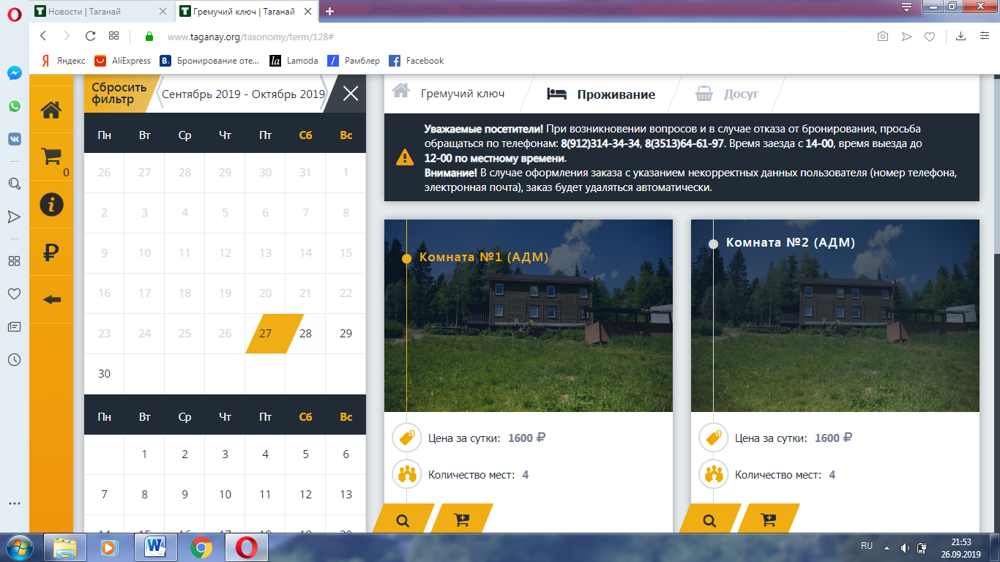 Новости | Таганай
Гремучий ключ | Таганай
www.taganay.org/taxonomy/term/128#
Яндекс
AliExpress
Бронирование оте...
Lamoda
Рамблер
Facebook
0
Сбросить
фильтр
Сентябрь 2019 - Октябрь 2019
Пн Вт Ср Чт Пт Сб Вс
26 27 28 29 30 31 1
2 3 4 5 6 7 8
9 10 11 12 13 14 15
16 17 18 19 20 21 22
23 24 25 26 27 28 29
30
Пн Вт Ср Чт Пт Сб Вс
1 2 3 4 5 6
7 8 9 10 11 12 13
14 15 16 17 18 19 20
Гремучий ключ
Проживание
Досуг
Уважаемые посетители! При возникновении вопросов и в случае отказа от бронирования, просьба
обращаться по телефонам: 8(912)314-34-34, 8(3513)64-61-97. Время заезда с 14-00, время выезда до
12-00 по местному времени.
Внимание! В случае оформления заказа с указанием некорректных данных пользователя (номер телефона,
электронная почта), заказ будет удаляться автоматически.
Комната №1 (АДМ)
Цена за сутки: 1600 ₽
Количество мест: 4
Комната №2 (АДМ)
Цена за сутки: 1600 ₽
Количество мест: 4
RU
21:53
26.09.2019